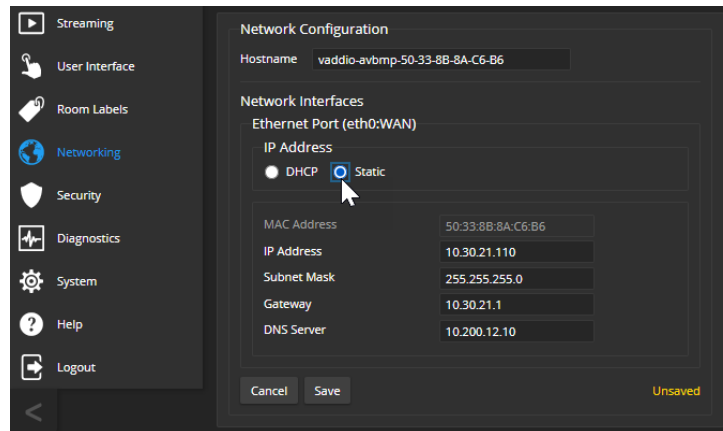 Streaming
User Interface
Room Labels
Networking
Security
Diagnostics
System
? Help
Logout
<
Network Configuration
Hostname vaddio-avbmp-50-33-8B-8A-C6-B6
Network Interfaces
Ethernet Port (eth0:WAN)
IP Address
DHCP Static
MAC Address 50:33:8B:8A:C6:B6
IP Address 10.30.21.110
Subnet Mask 255.255.255.0
Gateway 10.30.21.1
DNS Server 10.200.12.10
Cancel Save Unsaved